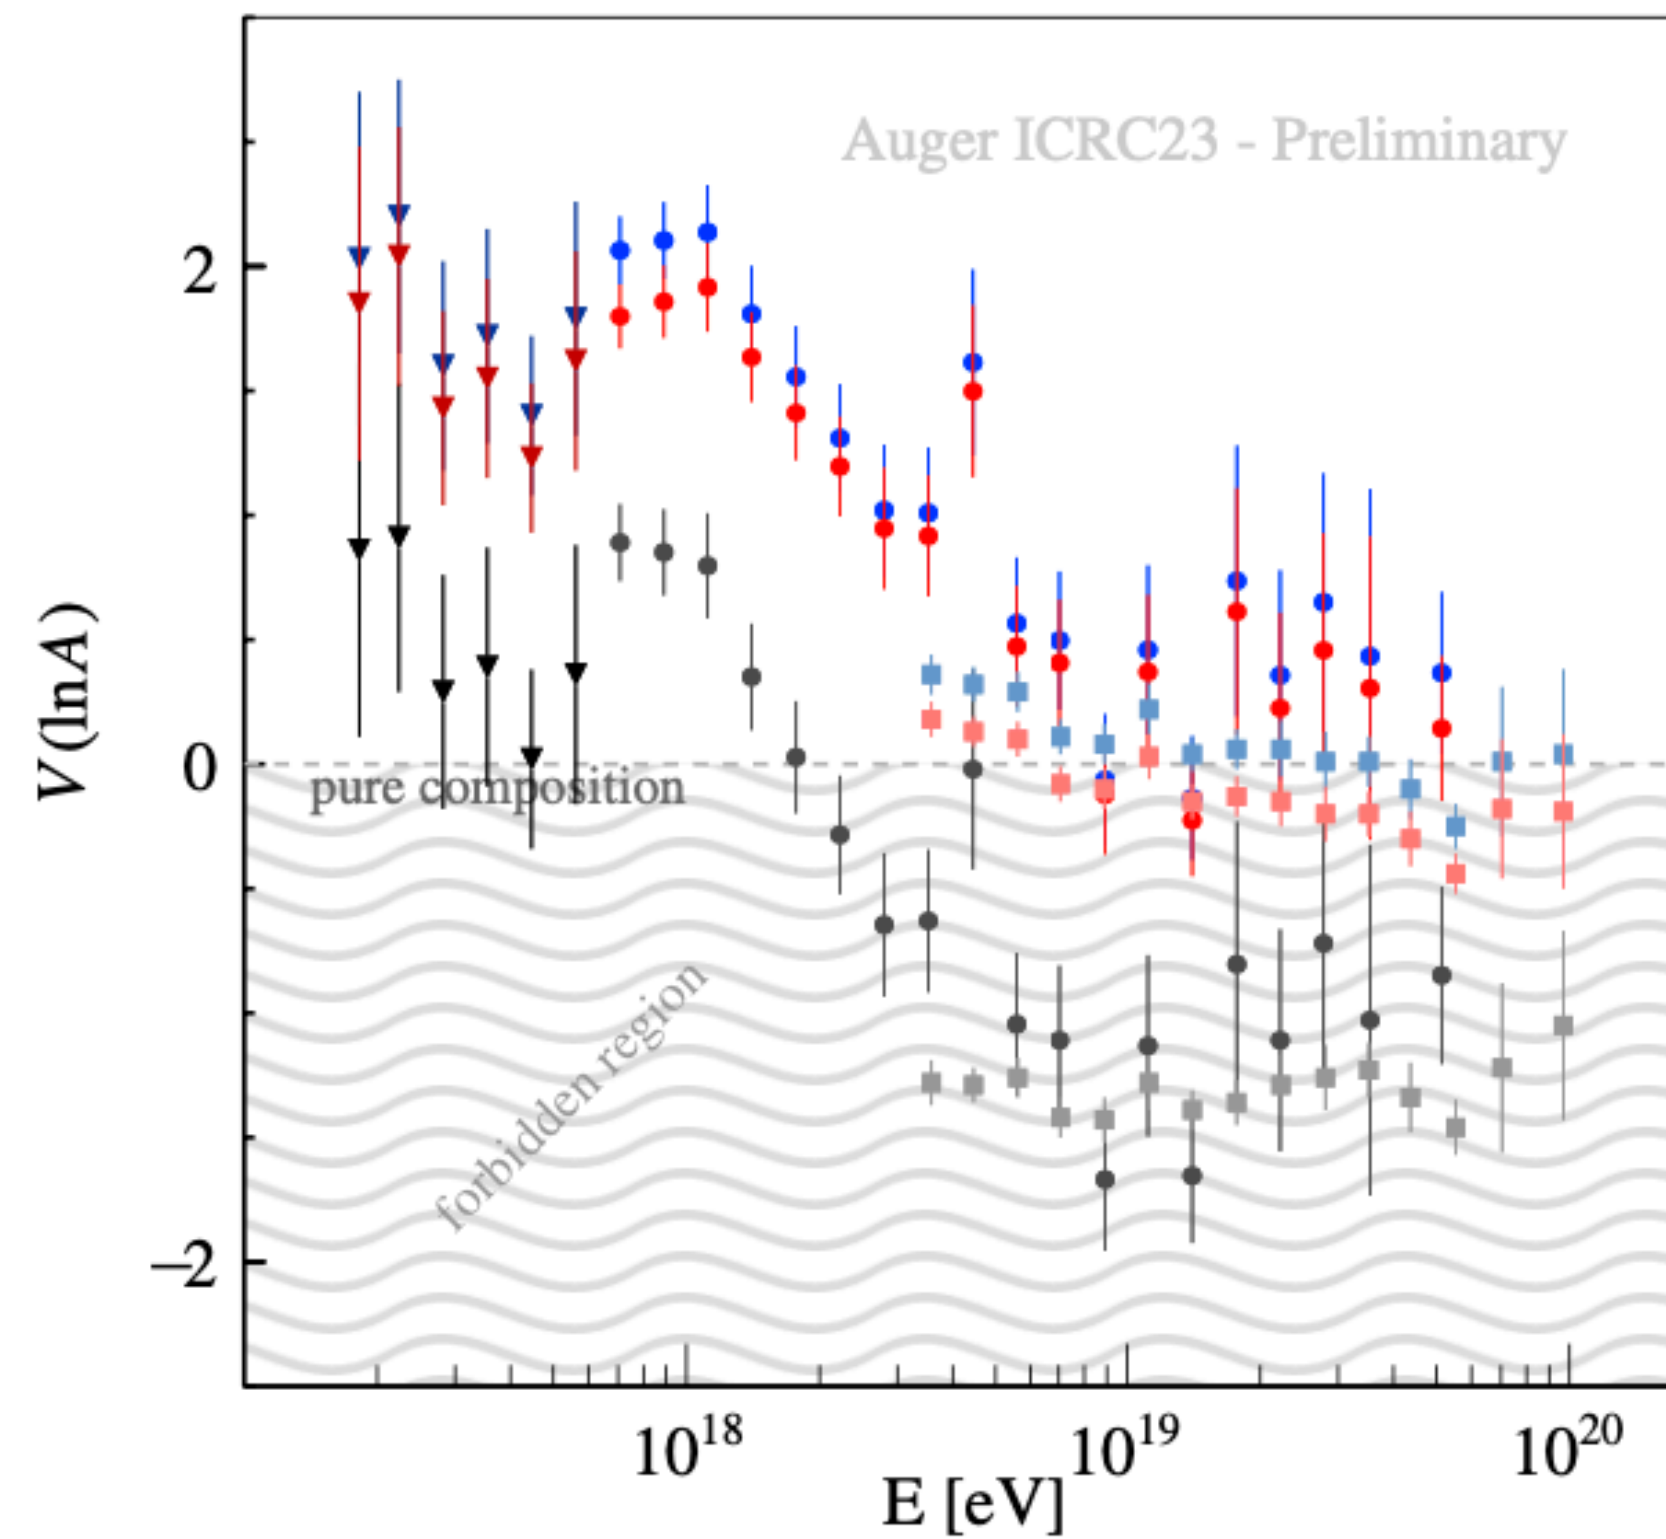 Auger ICRC23 - Preliminary
2
V(lnA)
0
pure composition
forbidden region
−2
10^18
10^19
10^20
E [eV]